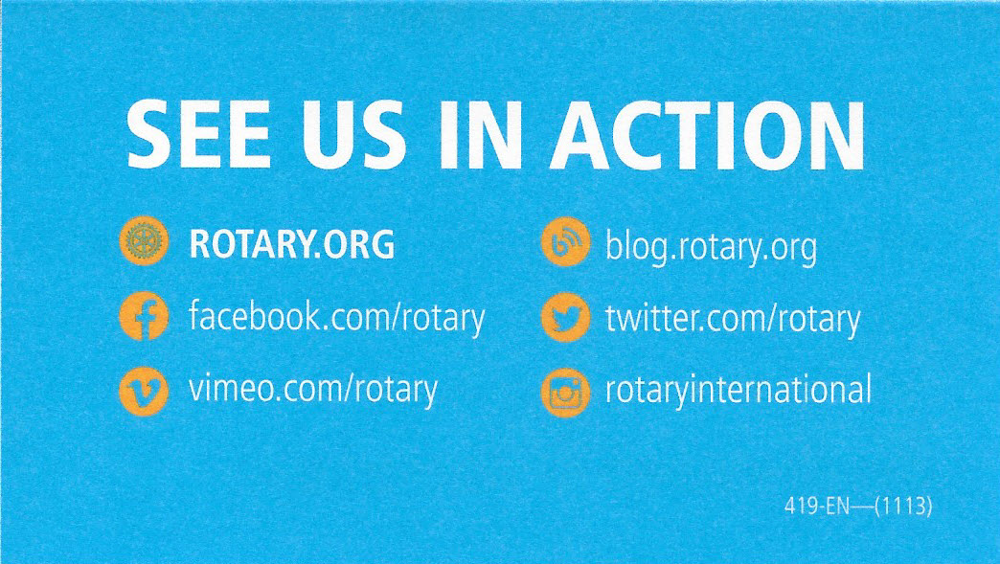 SEE US IN ACTION
ROTARY.ORG
facebook.com/rotary
vimeo.com/rotary
blog.rotary.org
twitter.com/rotary
rotaryinternational
419-EN—(1113)